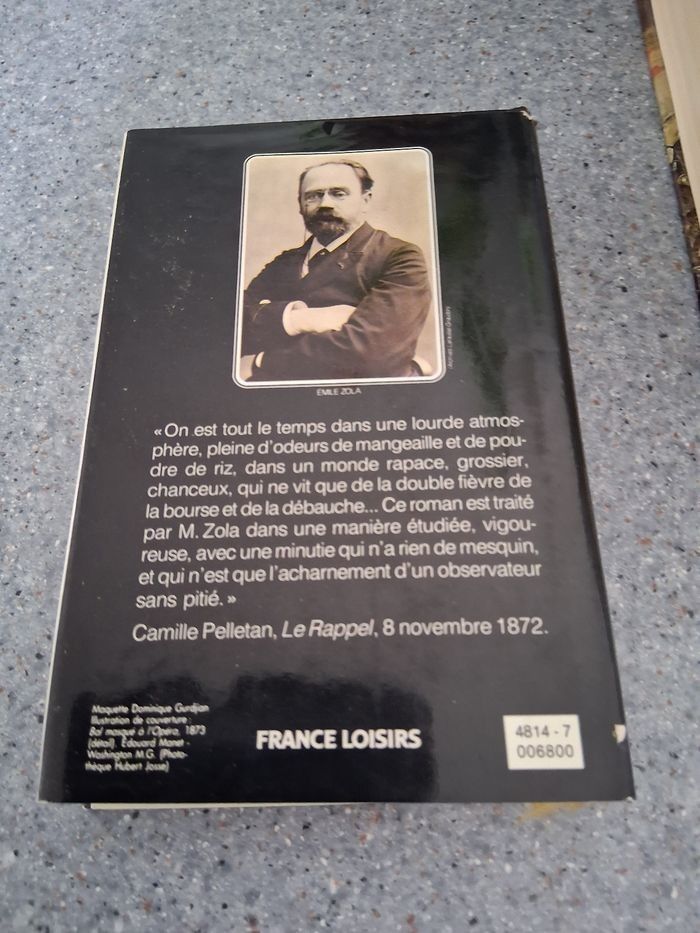 ÉMILE ZOLA
«On est tout le temps dans une lourde atmos-
phère, pleine d'odeurs de mangeaille et de pou-
dre de riz, dans un monde rapace, grossier,
chanceux, qui ne vit que de la double fièvre de
la bourse et de la débauche... Ce roman est traité
par M. Zola dans une manière étudiée, vigou-
reuse, avec une minutie qui n'a rien de mesquin,
et qui n'est que l'acharnement d'un observateur
sans pitié.»
Camille Pelletan, Le Rappel, 8 novembre 1872.
Maquette Dominique Gurdjian
Illustration de couverture :
Bal masqué à l'Opéra, 1873
(détail). Edouard Manet -
Washington M.G. (Photo-
thèque Hubert Josse)
FRANCE LOISIRS
4814 - 7
006800